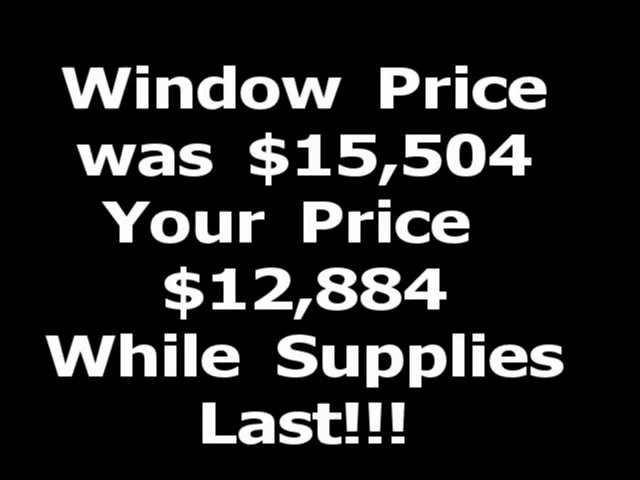 Window Price
was $15,504
Your Price
$12,884
While Supplies
Last!!!